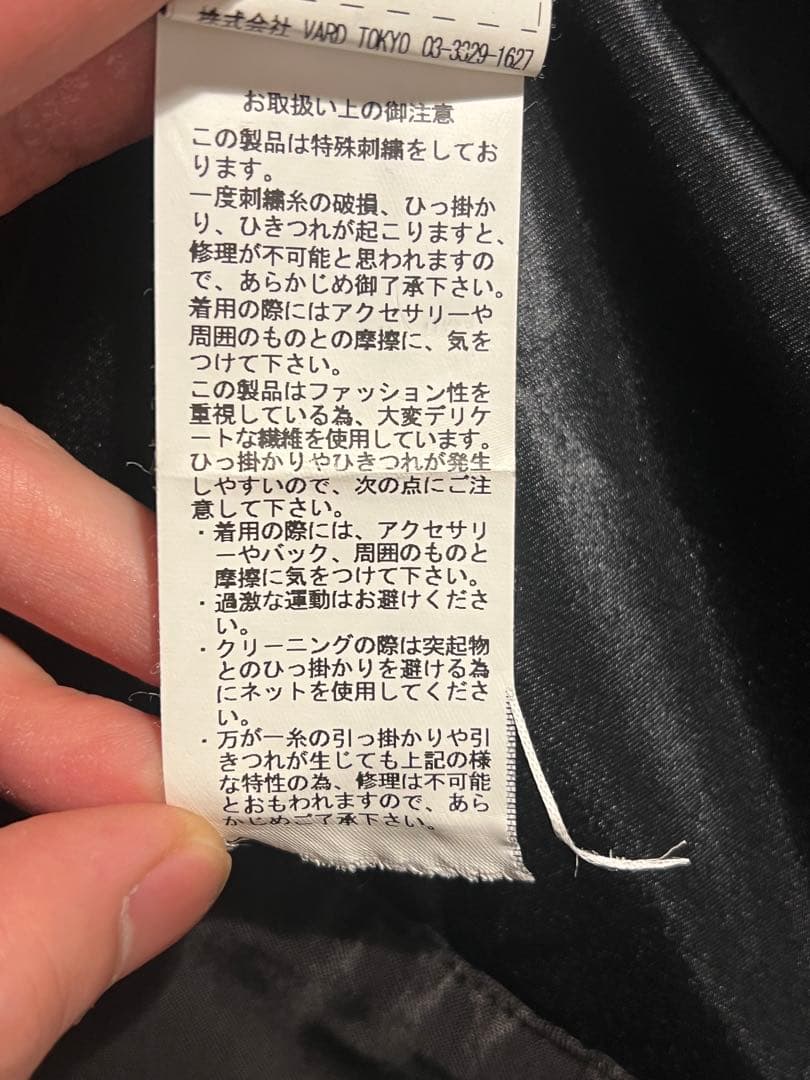 株式会社 VARD TOKYO 03-3329-1627
お取扱い上の御注意
この製品は特殊刺繍をしてお
ります。
一度刺繍糸の破損、ひっ掛か
り、ひきつれが起こりますと、
修理が不可能と思われますの
で、あらかじめ御了承下さい。
着用の際にはアクセサリーや
周囲のものとの摩擦に、気を
つけて下さい。
この製品はファッション性を
重視している為、大変デリケ
ートな繊維を使用しています。
ひっ掛かりやひきつれが発生
しやすいので、次の点にご注
意して下さい。
・着用の際には、アクセサリ
ーやバック、周囲のものと
摩擦に気をつけて下さい。
・過激な運動はお避けくださ
い。
・クリーニングの際は突起物
とのひっ掛かりを避ける為
にネットを使用してくださ
い。
・万が一糸の引っ掛かりや引
きつれが生じても上記の様
な特性の為、修理は不可能
とおもわれますので、あら
かじめご了承下さい。